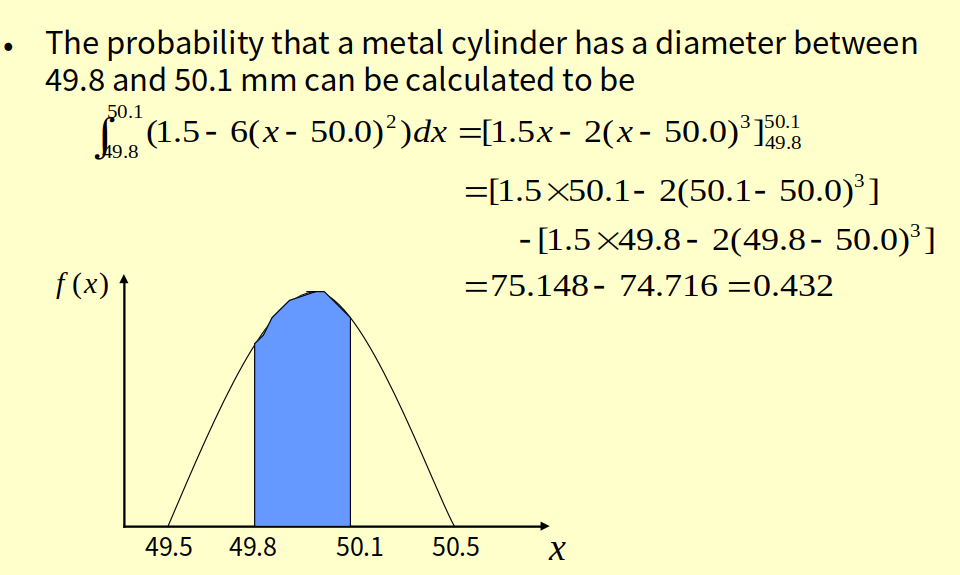 • The probability that a metal cylinder has a diameter between
49.8 and 50.1 mm can be calculated to be
∫₄₉.₈^50.1 (1.5 - 6(x - 50.0)²)dx = [1.5x - 2(x - 50.0)³]₄₉.₈^50.1
= [1.5×50.1 - 2(50.1 - 50.0)³]
- [1.5×49.8 - 2(49.8 - 50.0)³]
= 75.148 - 74.716 = 0.432
f(x)
49.5 49.8 50.1 50.5 x